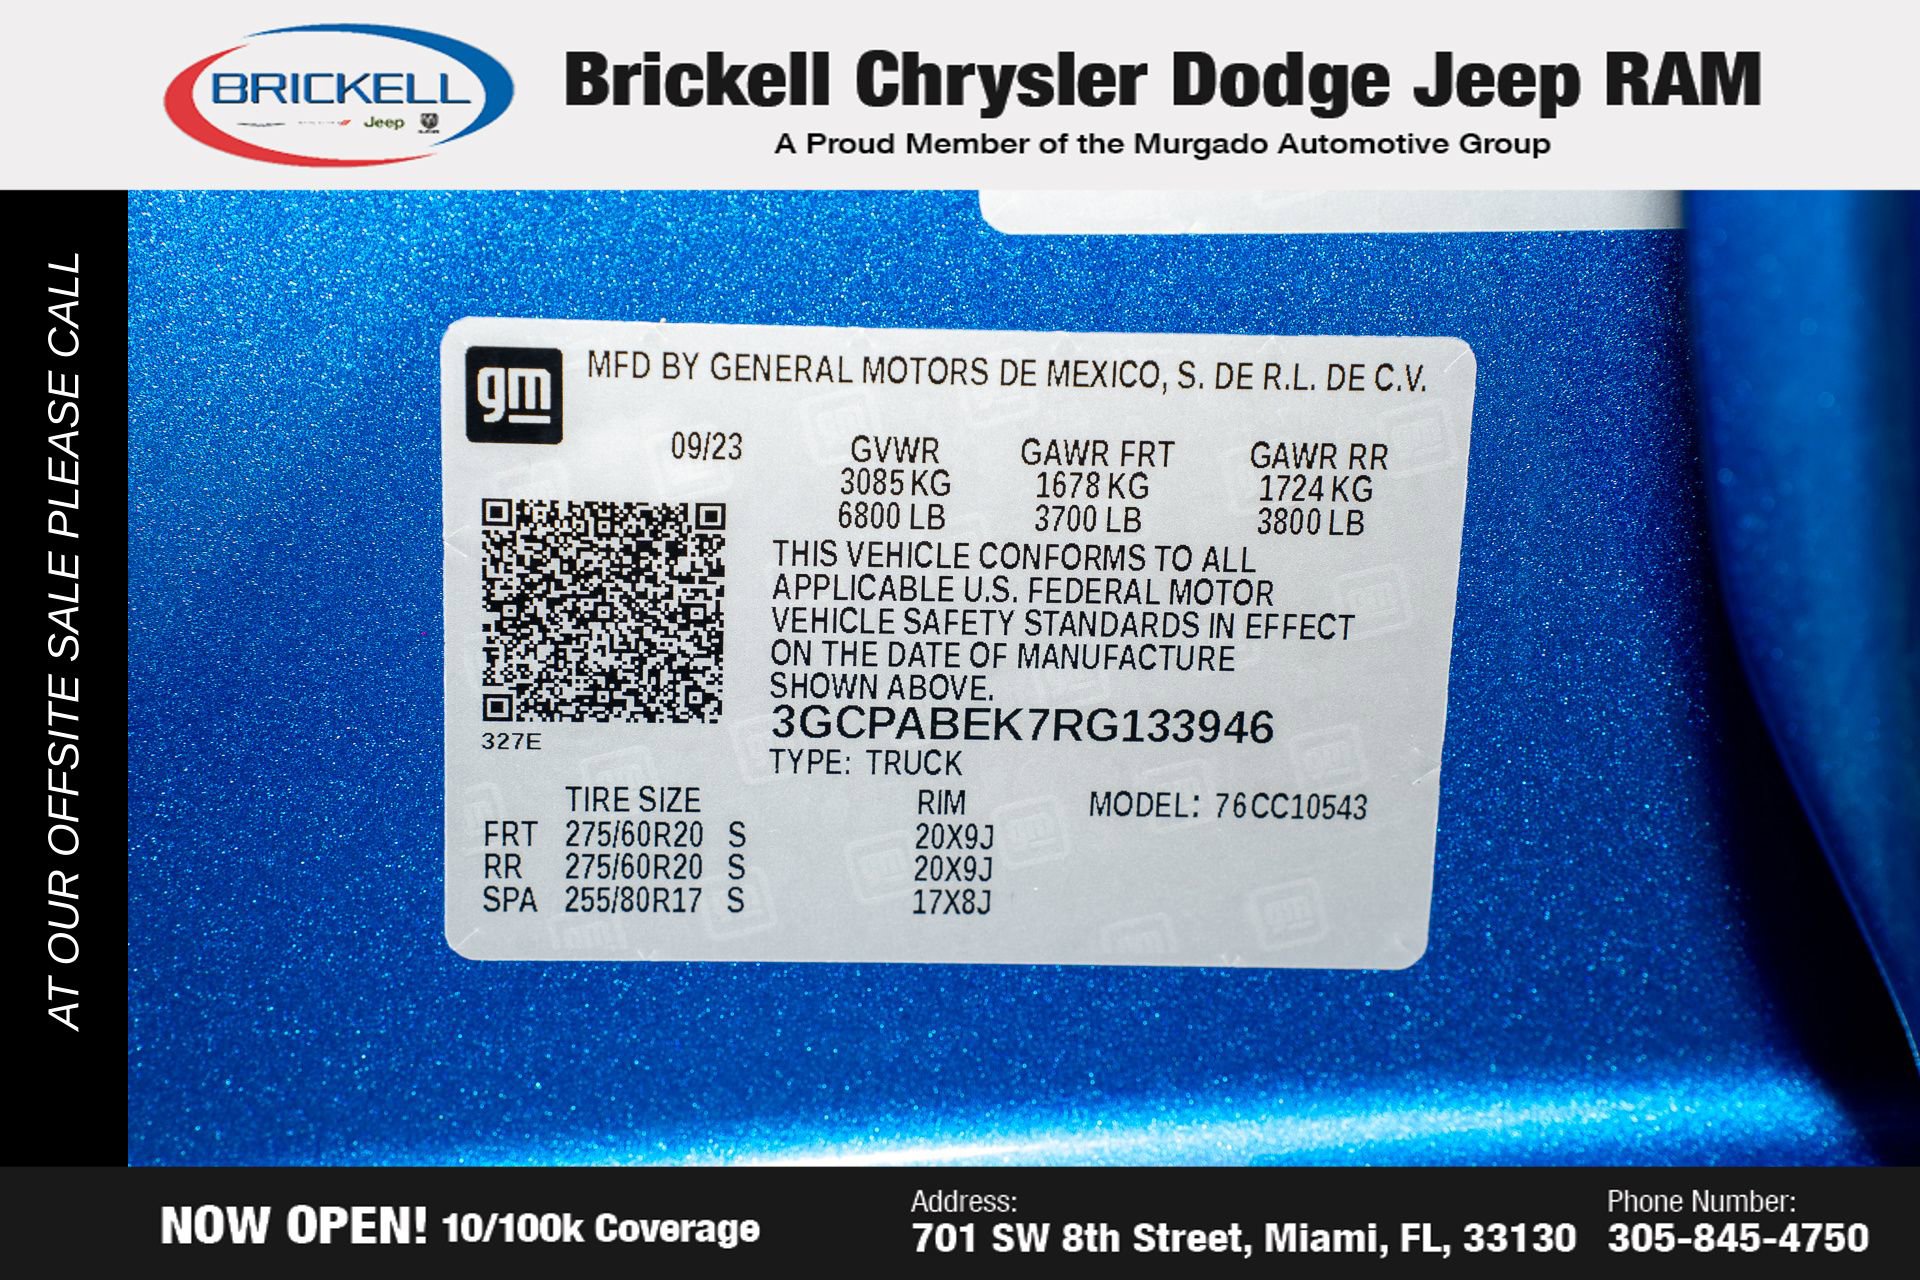 BRICKELL
Jeep
Brickell Chrysler Dodge Jeep RAM
A Proud Member of the Murgado Automotive Group
AT OUR OFFSITE SALE PLEASE CALL
gm
MFD BY GENERAL MOTORS DE MEXICO, S. DE R.L. DE C.V.
09/23 GVWR GAWR FRT GAWR RR
3085 KG 1678 KG 1724 KG
6800 LB 3700 LB 3800 LB
THIS VEHICLE CONFORMS TO ALL
APPLICABLE U.S. FEDERAL MOTOR
VEHICLE SAFETY STANDARDS IN EFFECT
ON THE DATE OF MANUFACTURE
SHOWN ABOVE.
3GCPABEK7RG133946
327E
TYPE: TRUCK
TIRE SIZE RIM MODEL: 76CC10543
FRT 275/60R20 S 20X9J
RR 275/60R20 S 20X9J
SPA 255/80R17 S 17X8J
NOW OPEN! 10/100k Coverage
Address:
701 SW 8th Street, Miami, FL, 33130
Phone Number:
305-845-4750